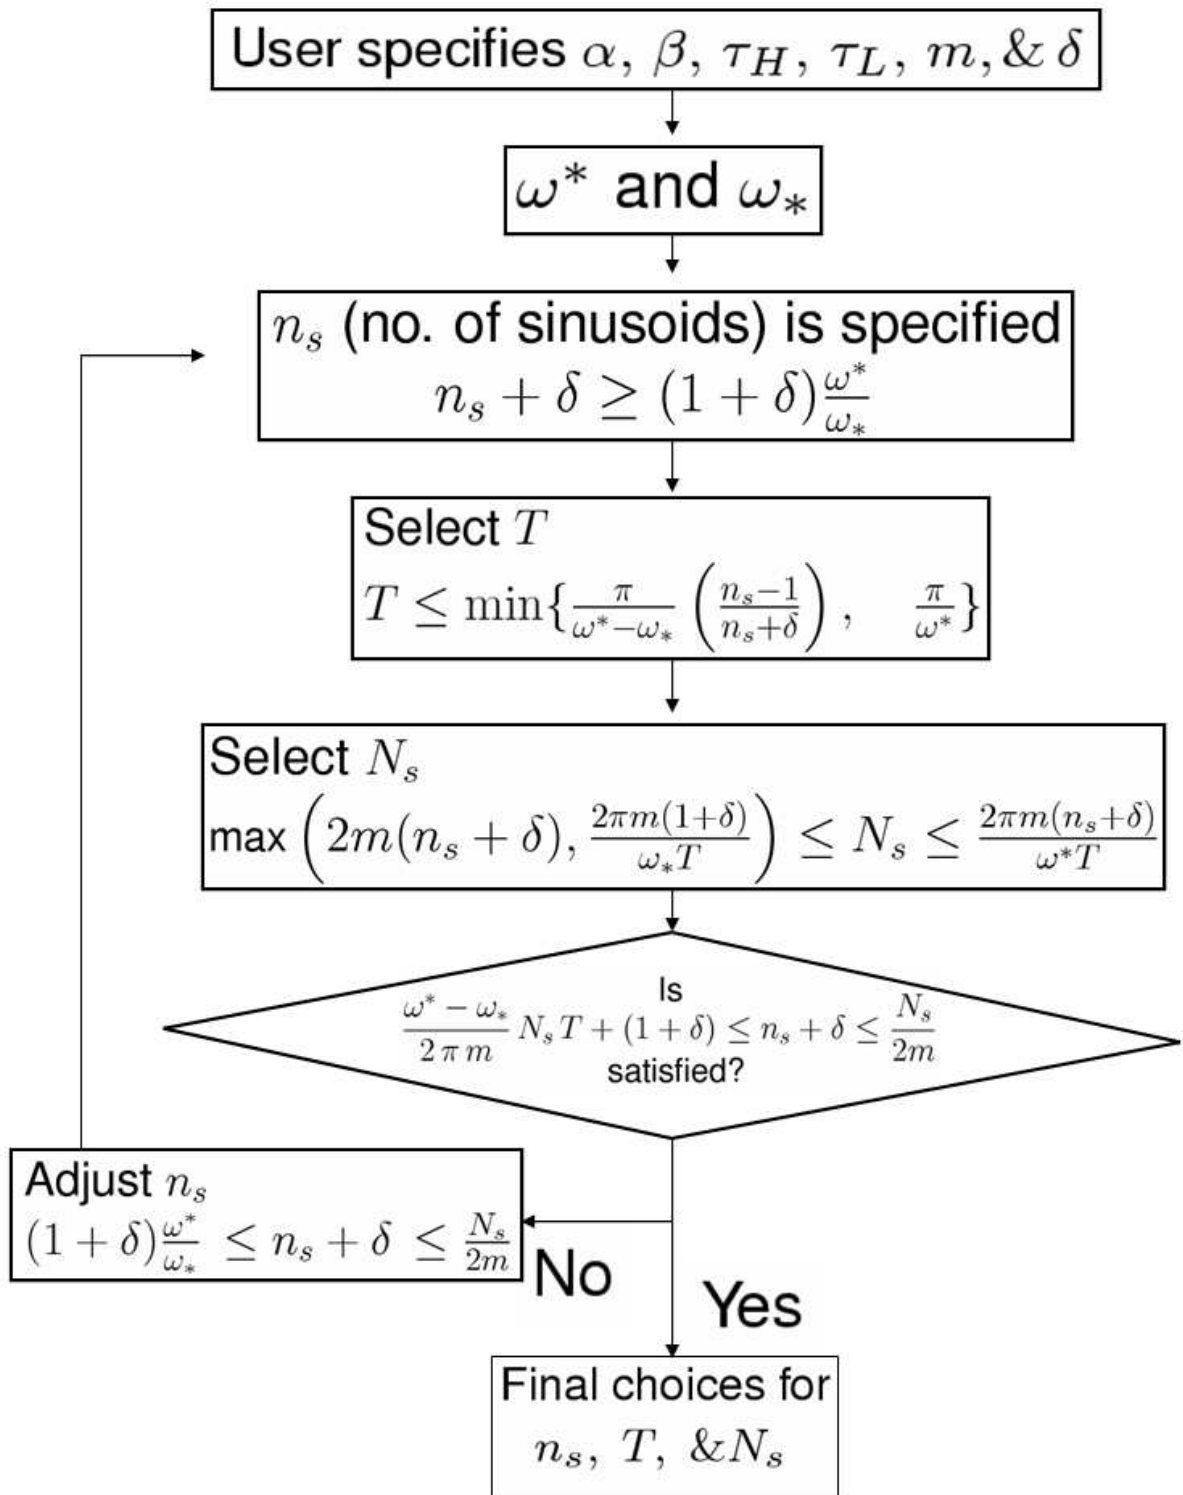 User specifies α, β, τ_H, τ_L, m, & δ
ω^* and ω_*
n_s (no. of sinusoids) is specified
n_s + δ ≥ (1 + δ) ω^*/ω_*
Select T
T ≤ min{ π/(ω^*−ω_*) ( (n_s−1)/(n_s+δ) ) , π/ω^* }
Select N_s
max ( 2m(n_s + δ), 2πm(1+δ)/(ω_*T) ) ≤ N_s ≤ 2πm(n_s+δ)/(ω^*T)
Is
(ω^* − ω_*)/(2 π m) N_s T + (1 + δ) ≤ n_s + δ ≤ N_s/2m
satisfied?
Adjust n_s
(1 + δ) ω^*/ω_* ≤ n_s + δ ≤ N_s/2m
No
Yes
Final choices for
n_s, T, & N_s